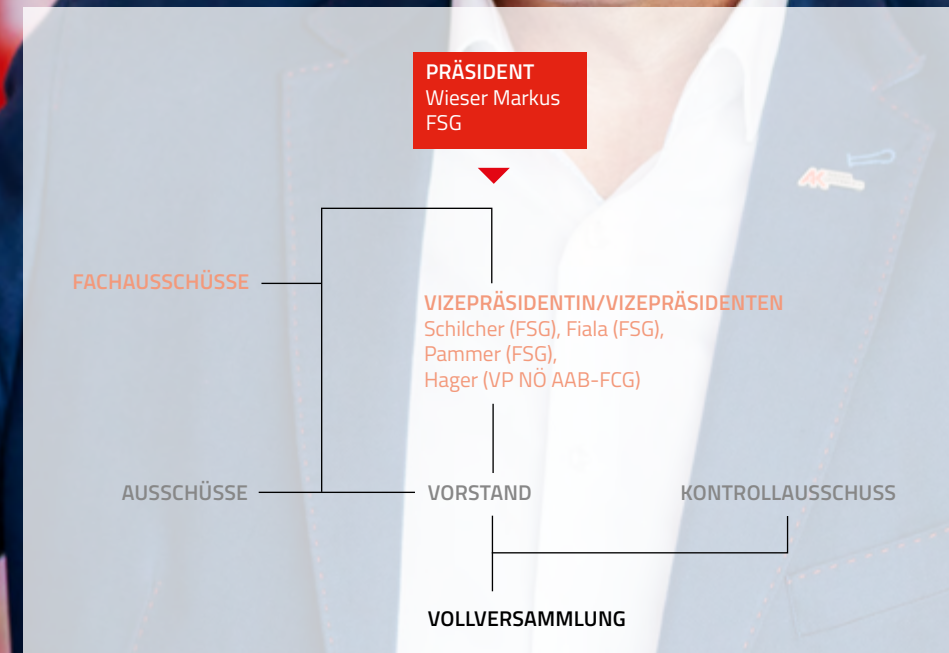 PRÄSIDENT
Wieser Markus
FSG
FACHAUSSCHÜSSE
VIZEPRÄSIDENTIN/VIZEPRÄSIDENTEN
Schilcher (FSG), Fiala (FSG),
Pammer (FSG),
Hager (VP NÖ AAB-FCG)
AUSSCHÜSSE
VORSTAND
KONTROLLAUSSCHUSS
VOLLVERSAMMLUNG
AK